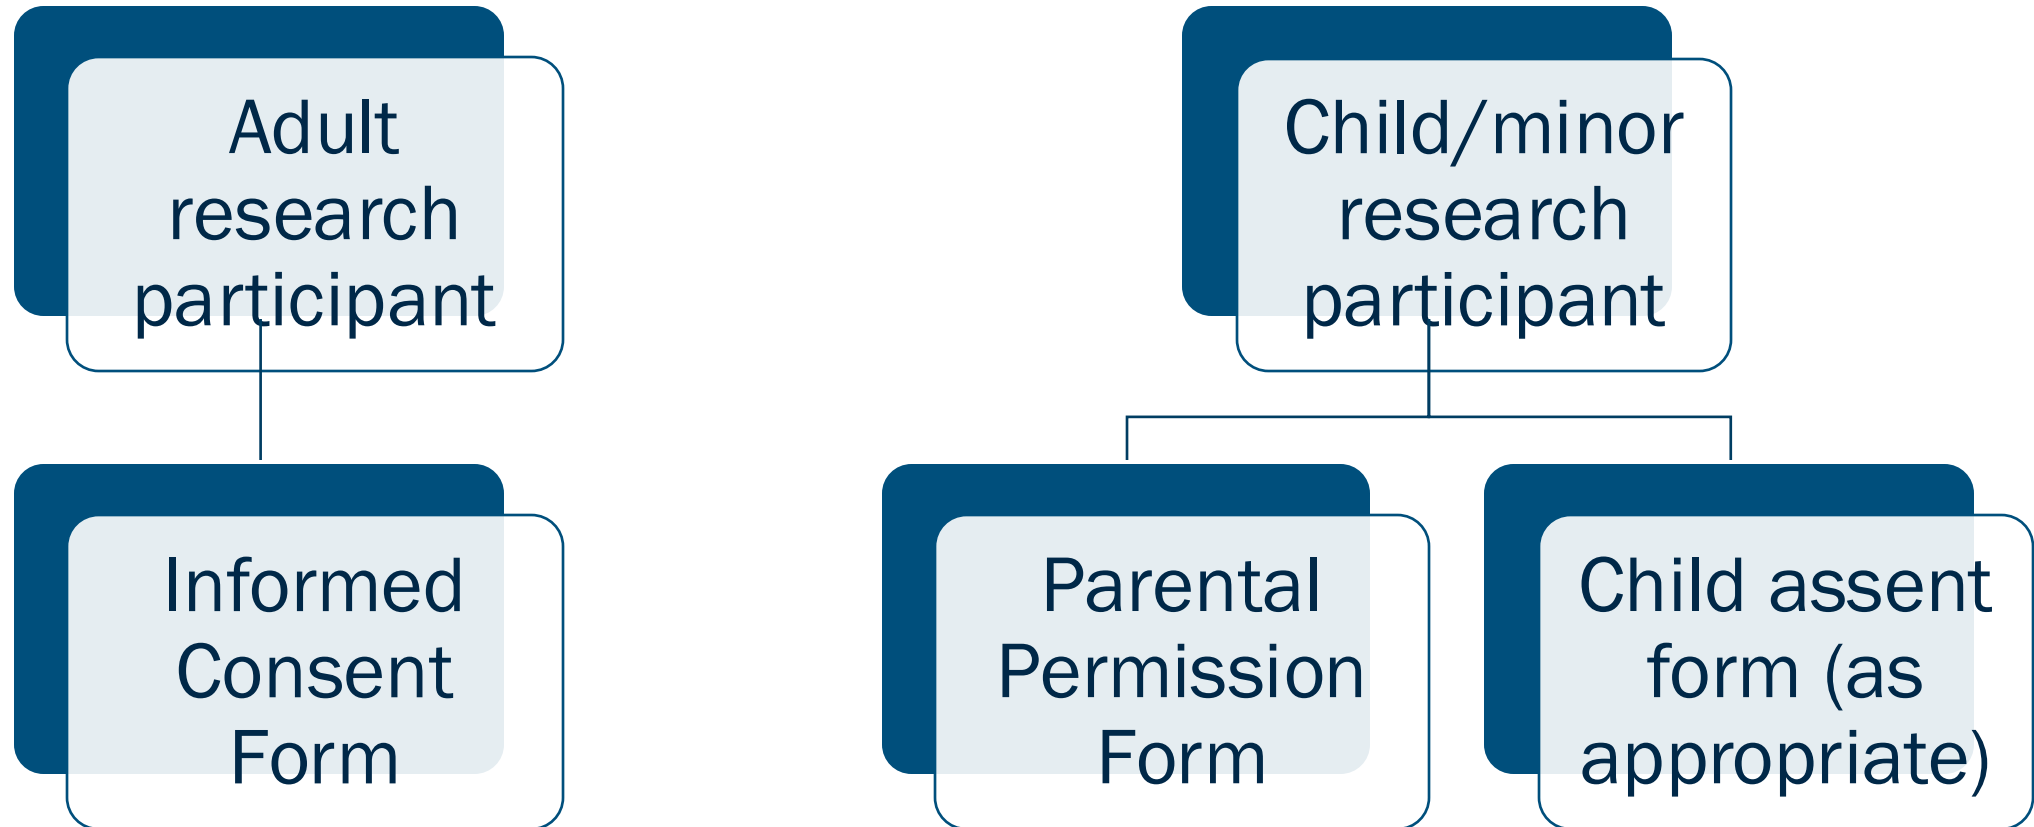 Adult
research
participant
Child/minor
research
participant
Informed
Consent
Form
Parental
Permission
Form
Child assent
form (as
appropriate)